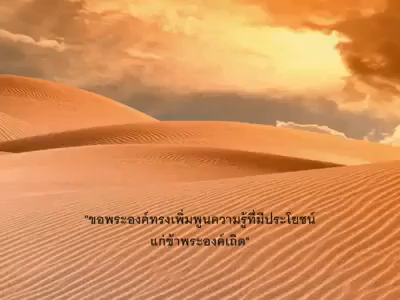 "ขอพระองค์ทรงเพิ่มพูนความรู้ที่มีประโยชน์
แก่ข้าพระองค์เถิด"